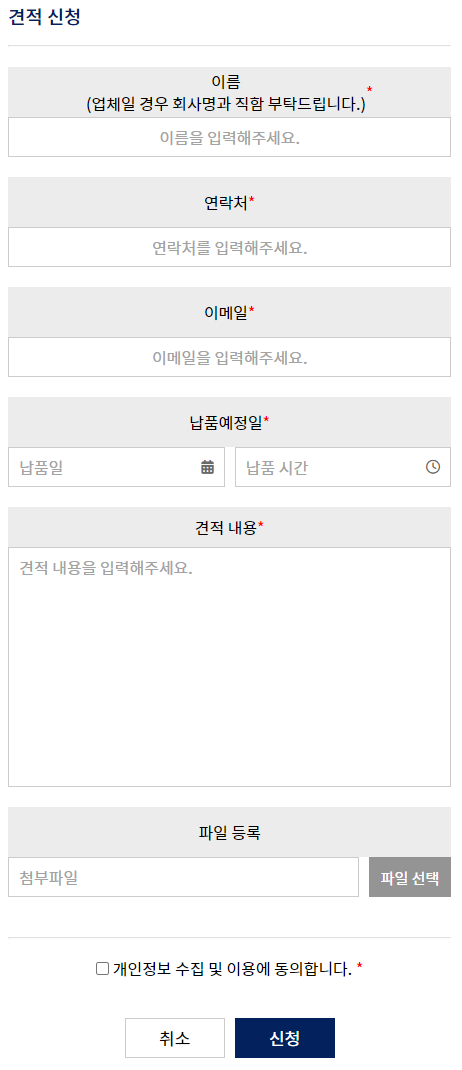 견적 신청
이름
(업체일 경우 회사명과 직함 부탁드립니다.)*
이름을 입력해주세요.
연락처*
연락처를 입력해주세요.
이메일*
이메일을 입력해주세요.
납품예정일*
납품일
납품 시간
견적 내용*
견적 내용을 입력해주세요.
파일 등록
첨부파일
파일 선택
개인정보 수집 및 이용에 동의합니다. *
취소
신청